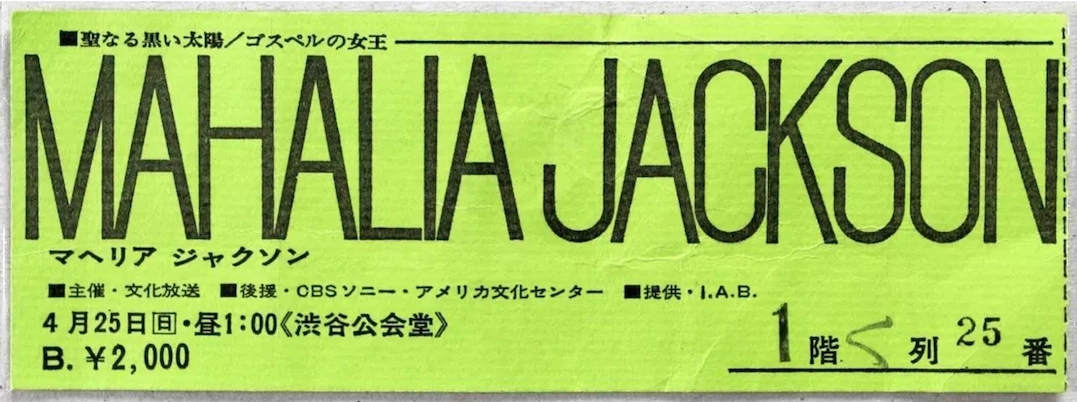 ■聖なる黒い太陽/ゴスペルの女王
MAHALIA JACKSON
マヘリア ジャクソン
■主催・文化放送 ■後援・CBSソニー・アメリカ文化センター ■提供・I.A.B.
4月25日㊐・昼1:00《渋谷公会堂》
B. ¥2,000
1階 く 列 25 番